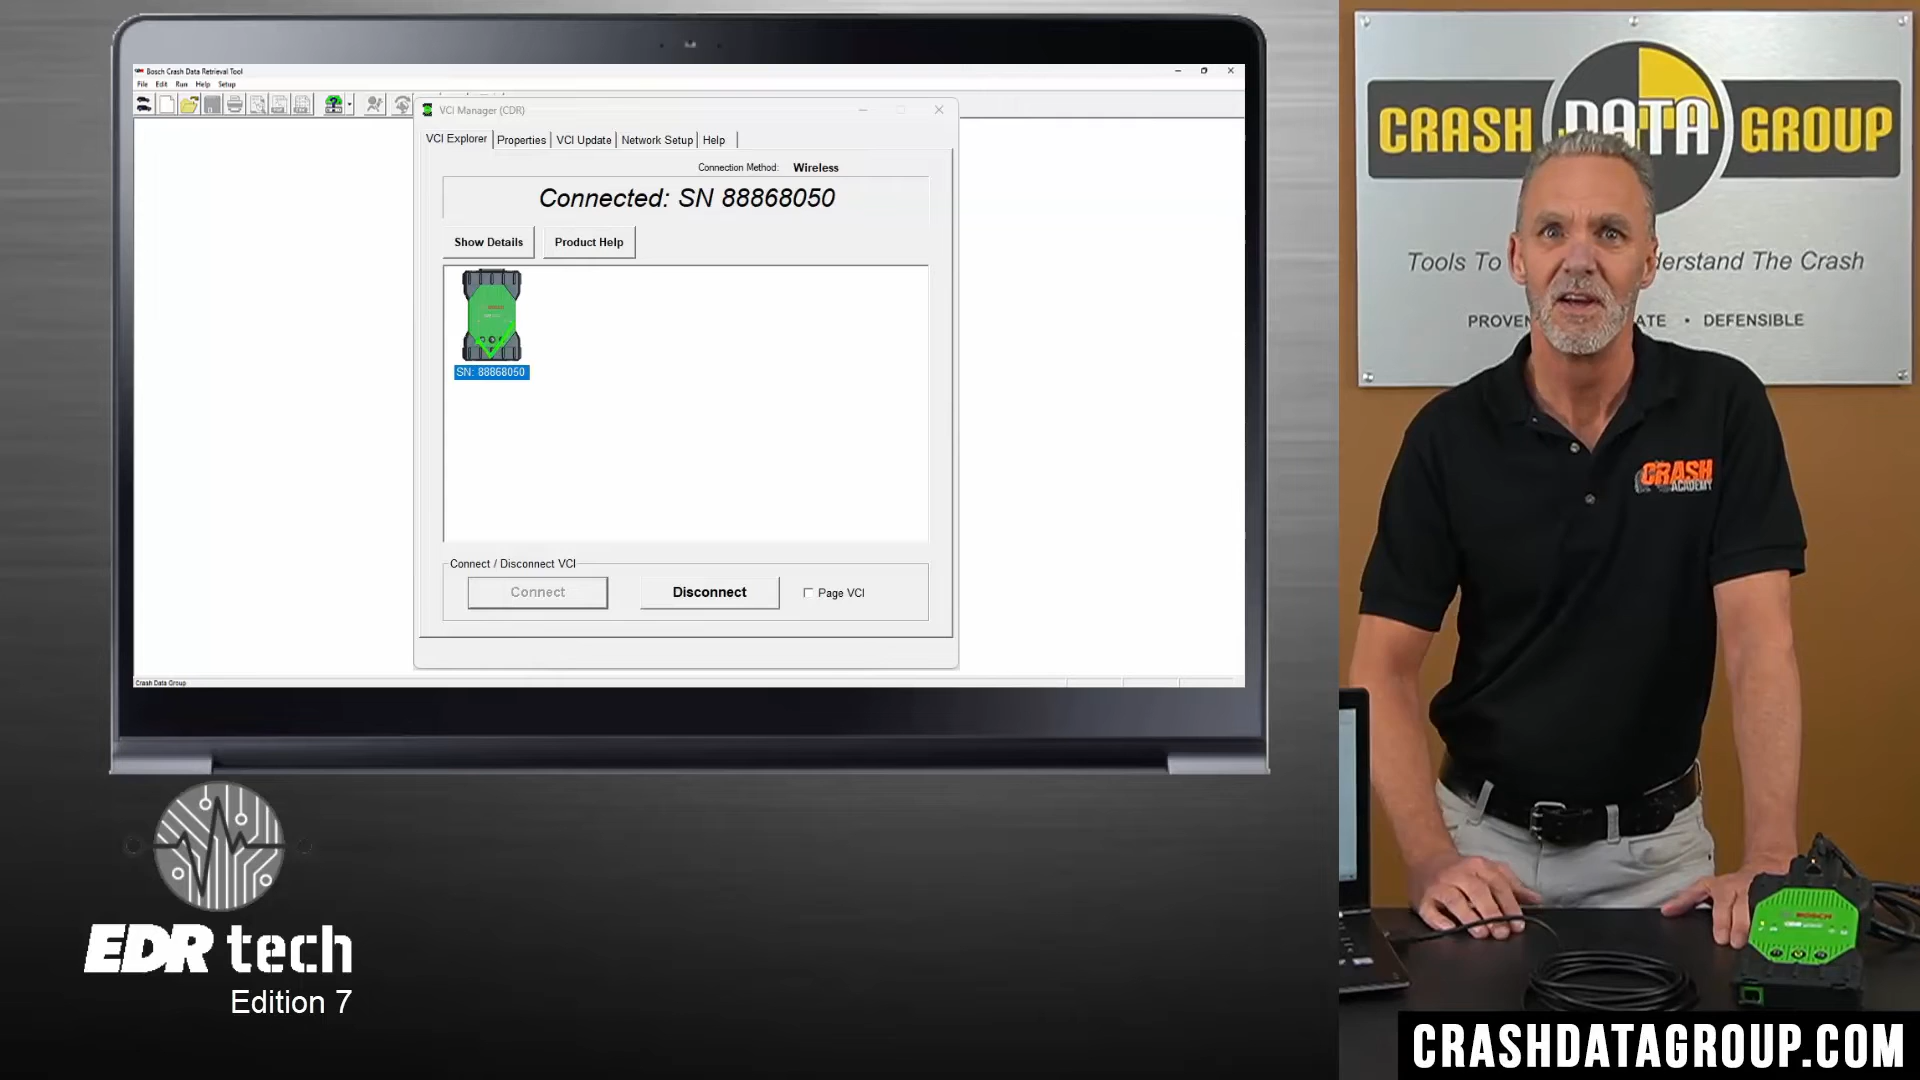 Bosch Crash Data Retrieval Tool
File Edit Run Help Setup
VCI Manager (CDR)
VCI Explorer Properties VCI Update Network Setup Help
Connection Method: Wireless
Connected: SN 88868050
Show Details Product Help
SN: 88868050
Connect / Disconnect VCI
Connect Disconnect Page VCI
Crash Data Group
EDR tech
Edition 7
CRASH DATA GROUP
Tools To derstand The Crash
PROVEN ATE • DEFENSIBLE
CRASH
ACADEMY
BOSCH
CRASHDATAGROUP.COM